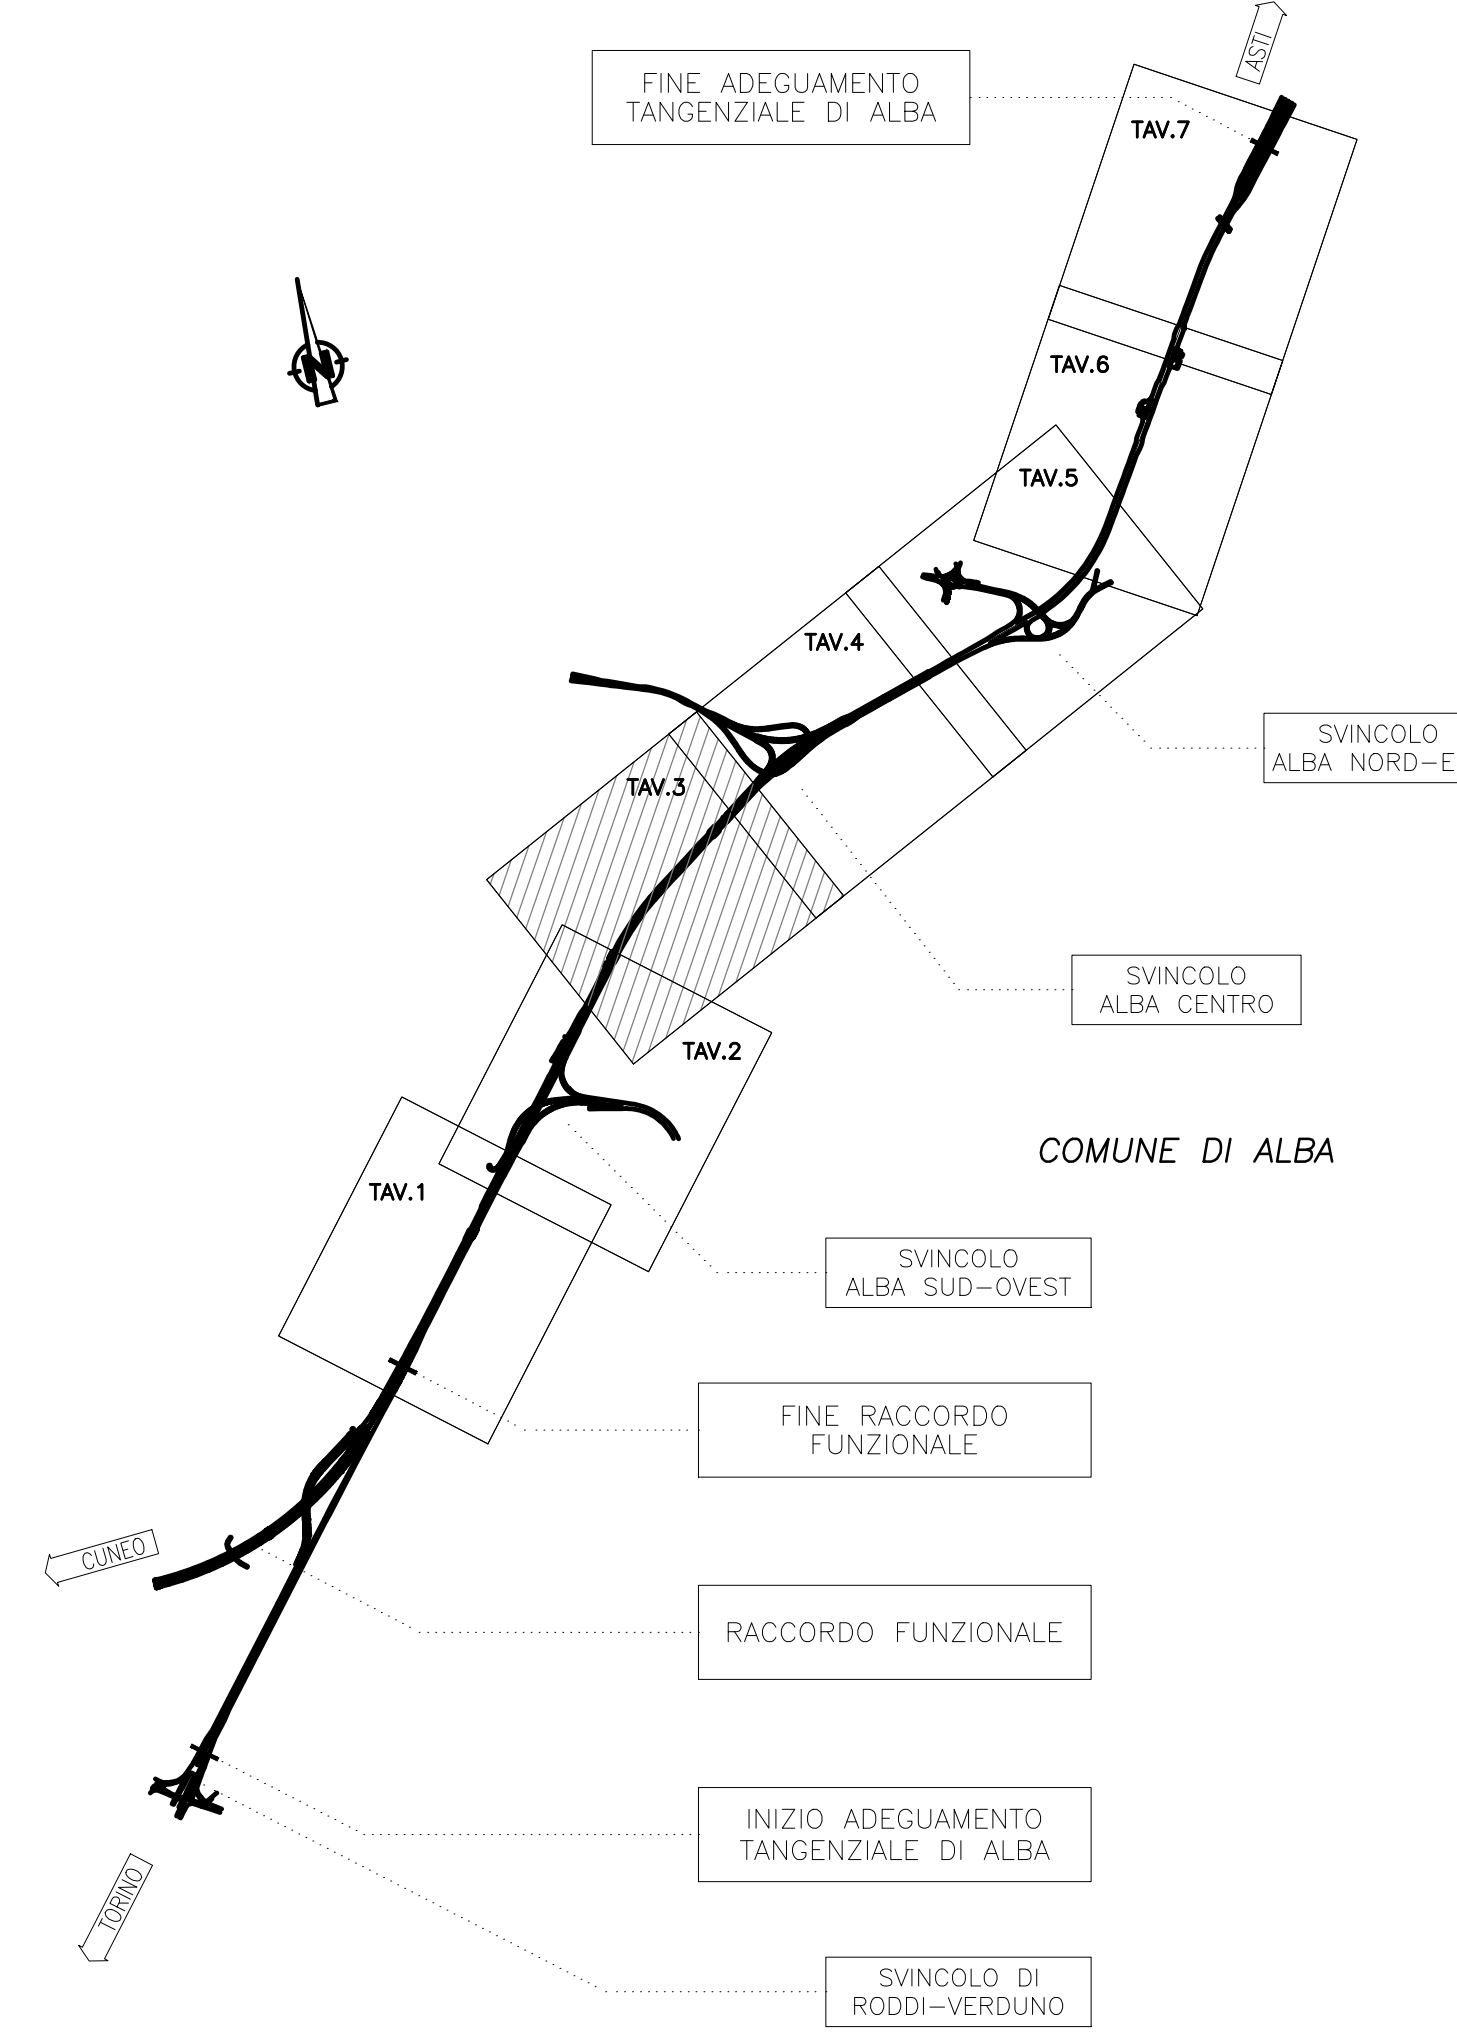 ASTI
FINE ADEGUAMENTO
TANGENZIALE DI ALBA
TAV.7
N
TAV.6
TAV.5
TAV.4
SVINCOLO
ALBA NORD-E
TAV.3
SVINCOLO
ALBA CENTRO
TAV.2
COMUNE DI ALBA
TAV.1
SVINCOLO
ALBA SUD-OVEST
FINE RACCORDO
FUNZIONALE
CUNEO
RACCORDO FUNZIONALE
INIZIO ADEGUAMENTO
TANGENZIALE DI ALBA
TORINO
SVINCOLO DI
RODDI-VERDUNO